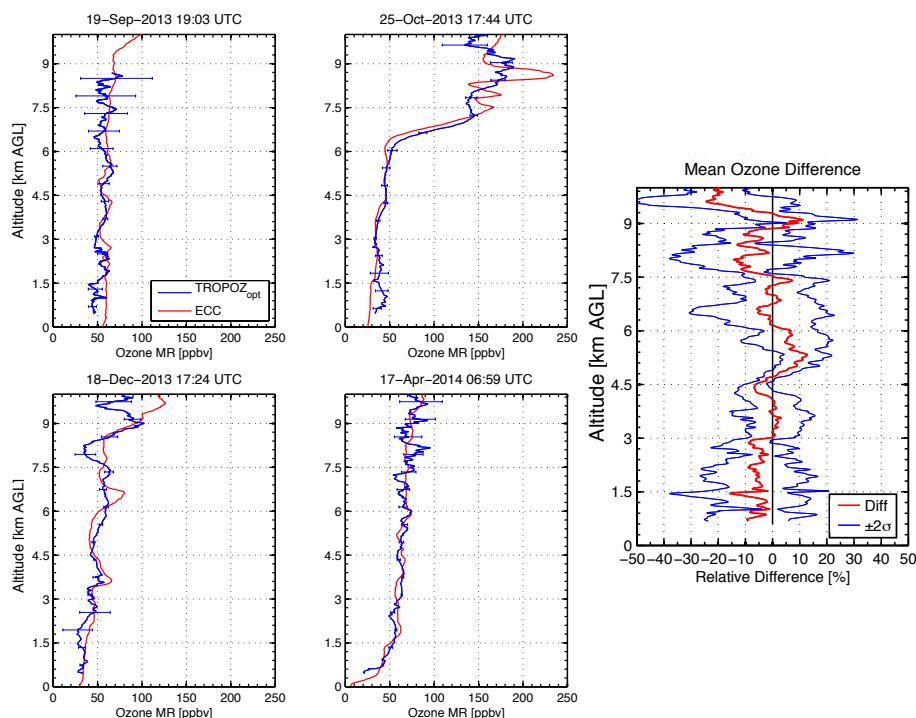 19−Sep−2013 19:03 UTC
Altitude [km AGL]
9
7.5
6
4.5
3
1.5
0
TROPOZopt
ECC
0 50 100 150 200 250
Ozone MR [ppbv]
25−Oct−2013 17:44 UTC
9
7.5
6
4.5
3
1.5
0
0 50 100 150 200 250
Ozone MR [ppbv]
18−Dec−2013 17:24 UTC
Altitude [km AGL]
9
7.5
6
4.5
3
1.5
0
0 50 100 150 200 250
Ozone MR [ppbv]
17−Apr−2014 06:59 UTC
9
7.5
6
4.5
3
1.5
0
0 50 100 150 200 250
Ozone MR [ppbv]
Mean Ozone Difference
Altitude [km AGL]
9
7.5
6
4.5
3
1.5
0
Diff
±2σ
−50 −40 −30 −20 −10 0 10 20 30 40 50
Relative Difference [%]